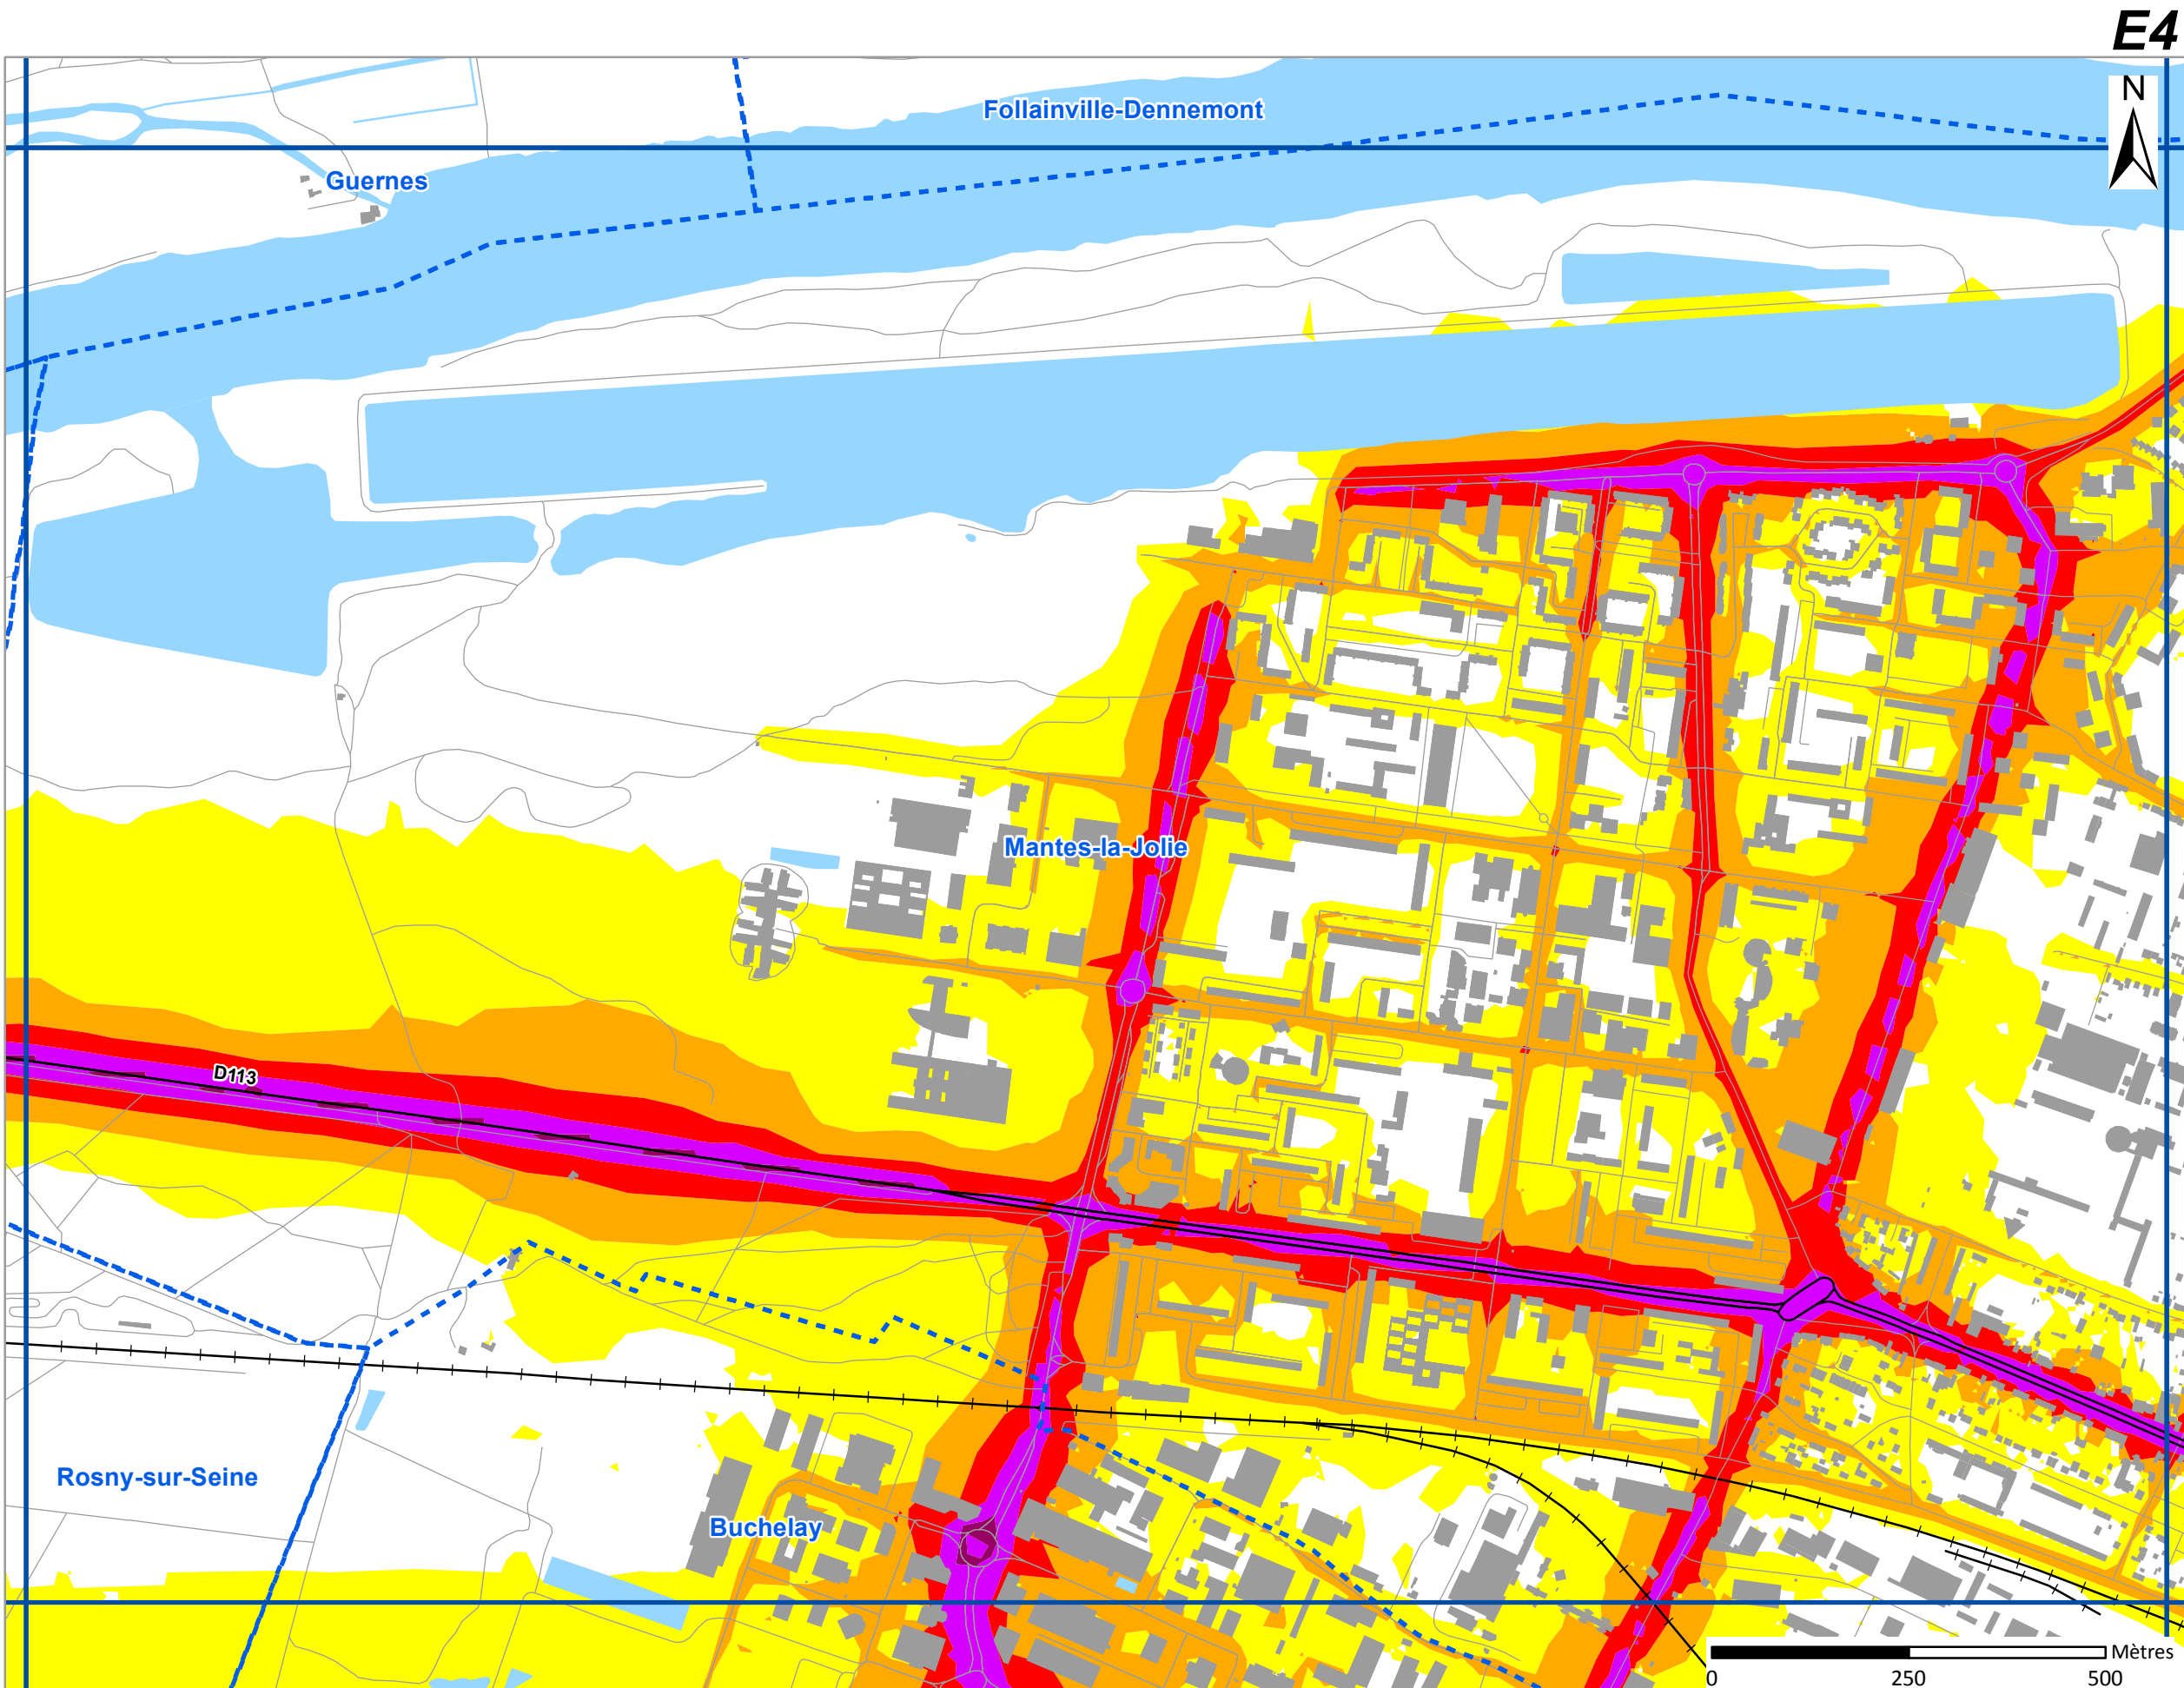 E4
N
Follainville-Dennemont
Guernes
Mantes-la-Jolie
D113
Rosny-sur-Seine
Buchelay
Mètres
0 250 500